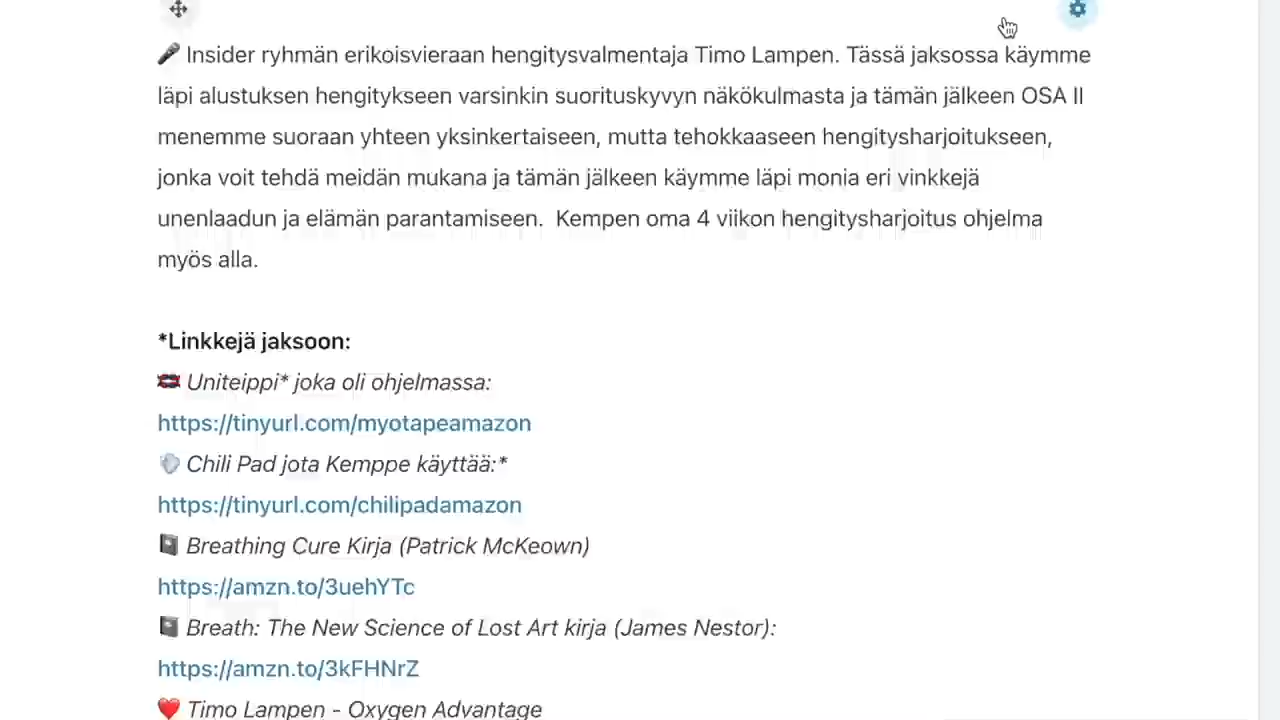 🎤 Insider ryhmän erikoisvieraan hengitysvalmentaja Timo Lampen. Tässä jaksossa käymme
läpi alustuksen hengitykseen varsinkin suorituskyvyn näkökulmasta ja tämän jälkeen OSA II
menemme suoraan yhteen yksinkertaiseen, mutta tehokkaaseen hengitysharjoitukseen,
jonka voit tehdä meidän mukana ja tämän jälkeen käymme läpi monia eri vinkkejä
unenlaadun ja elämän parantamiseen.  Kempen oma 4 viikon hengitysharjoitus ohjelma
myös alla.
*Linkkejä jaksoon:
Uniteippi* joka oli ohjelmassa:
https://tinyurl.com/myotapeamazon
Chili Pad jota Kemppe käyttää:*
https://tinyurl.com/chilipadamazon
Breathing Cure Kirja (Patrick McKeown)
https://amzn.to/3uehYTc
Breath: The New Science of Lost Art kirja (James Nestor):
https://amzn.to/3kFHNrZ
❤️ Timo Lampen - Oxygen Advantage